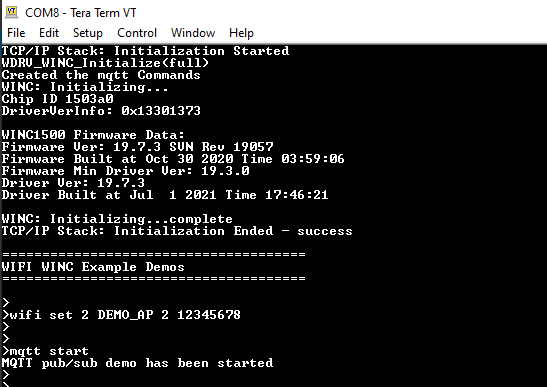 COM8 - Tera Term VT
File Edit Setup Control Window Help
TCP/IP Stack: Initialization Started
WDRV_WINC_Initialize(full)
Created the mqtt Commands
WINC: Initializing...
Chip ID 1503a0
DriverVerInfo: 0x13301373
WINC1500 Firmware Data:
Firmware Ver: 19.7.3 SVN Rev 19057
Firmware Built at Oct 30 2020 Time 03:59:06
Firmware Min Driver Ver: 19.3.0
Driver Ver: 19.7.3
Driver Built at Jul  1 2021 Time 17:46:21
WINC: Initializing...complete
TCP/IP Stack: Initialization Ended - success
========================================
WIFI WINC Example Demos
========================================
>
>wifi set 2 DEMO_AP 2 12345678
>
>
>mqtt start
MQTT pub/sub demo has been started
>
>